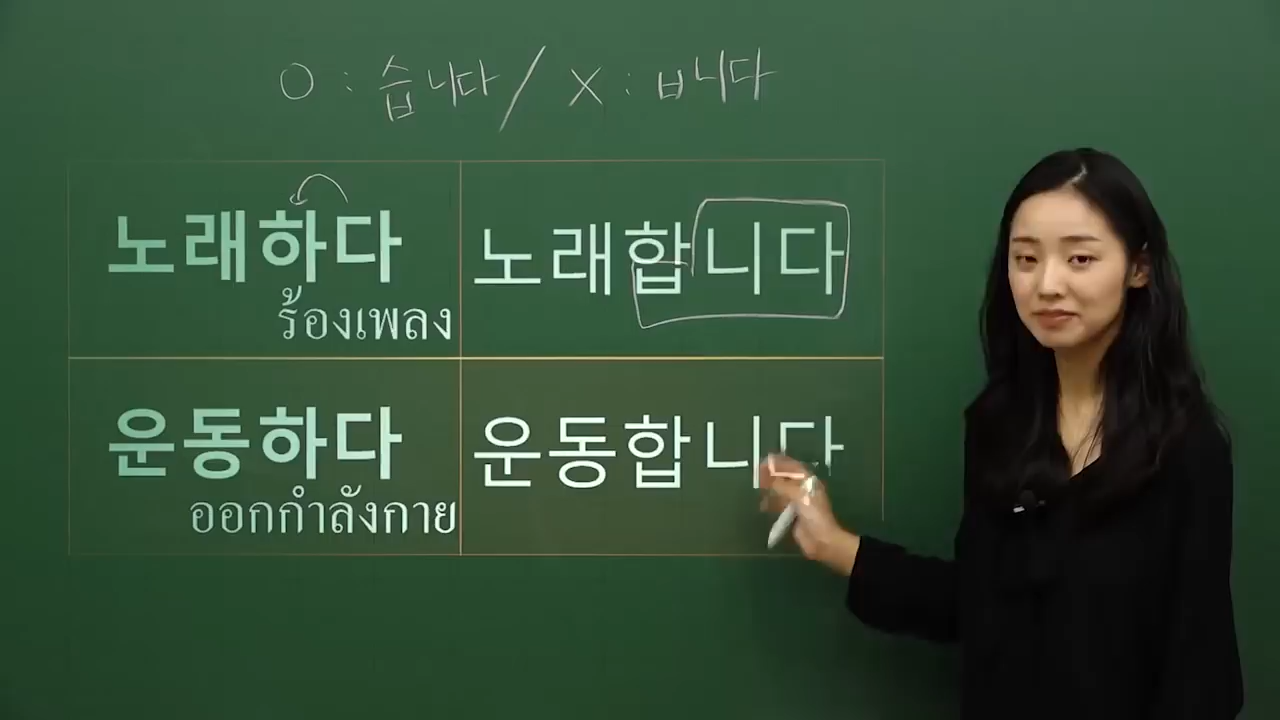 O : 습니다 / X : ㅂ니다
노래하다 노래합니다
ร้องเพลง
운동하다 운동합니다
ออกกำลังกาย